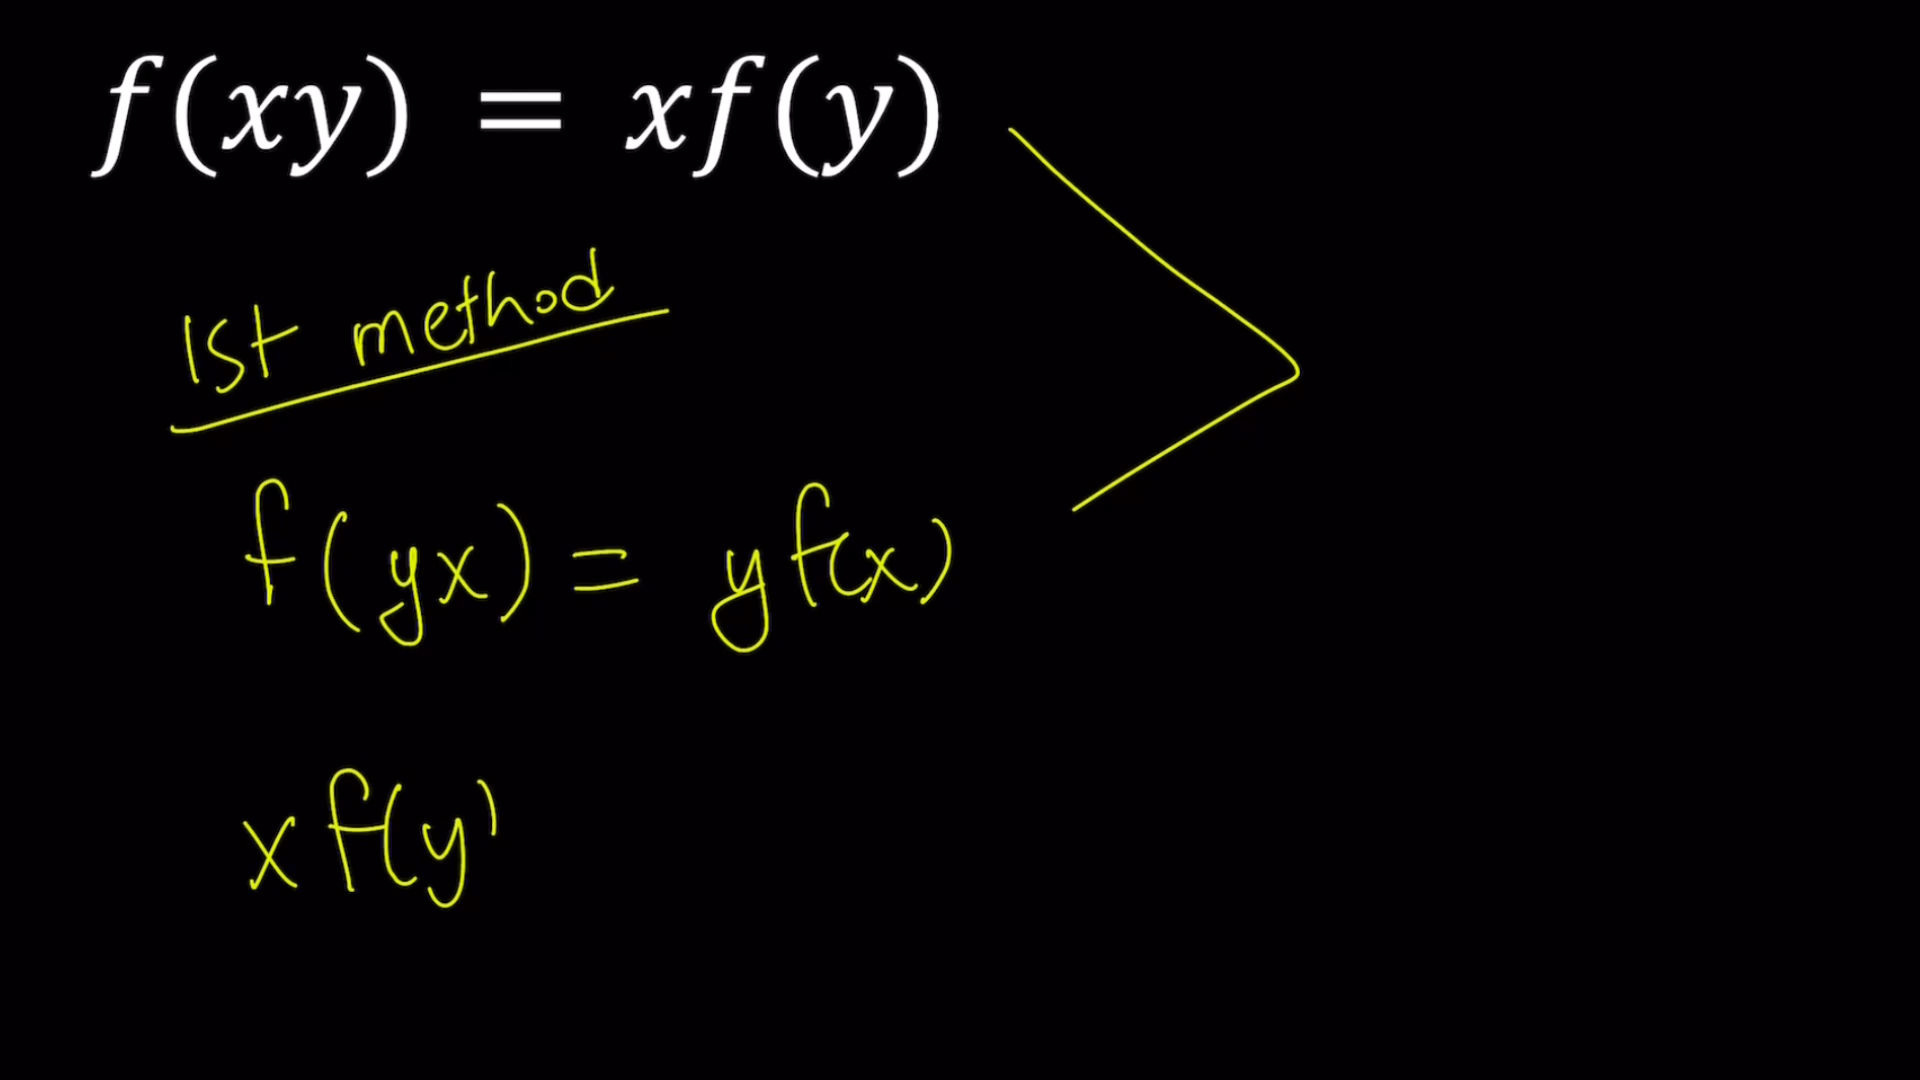 f(xy) = xf(y)
1st method
f(yx) = yf(x)
xf(y)